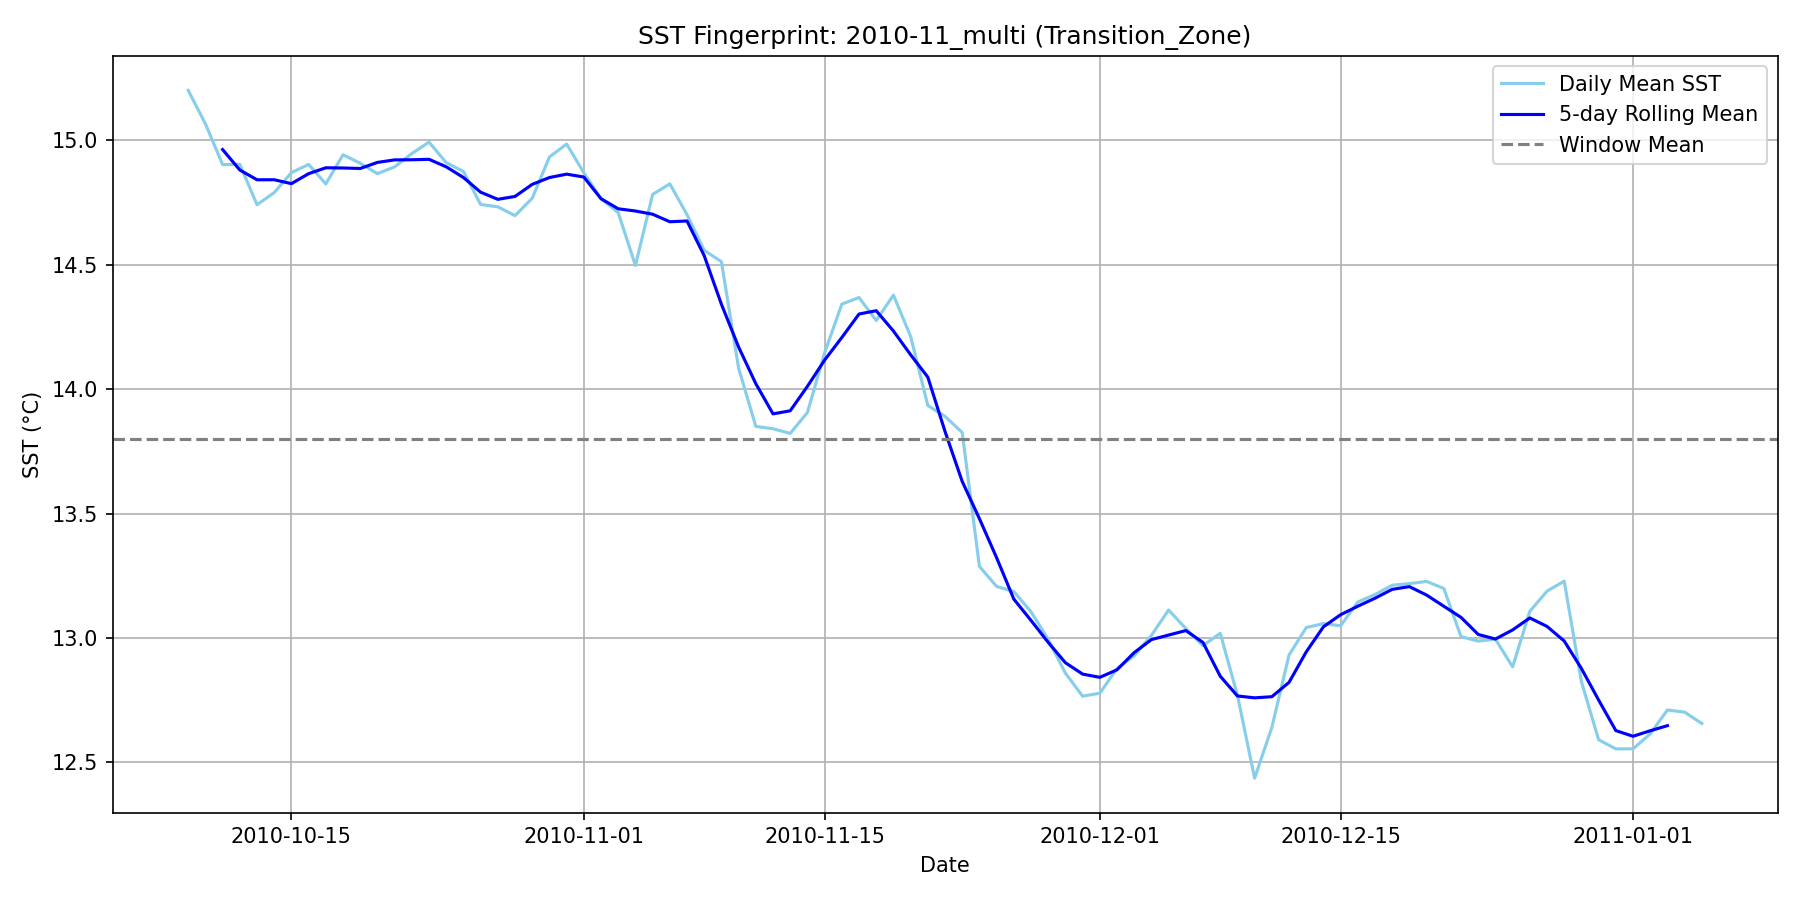 SST Fingerprint: 2010-11_multi (Transition_Zone)
Daily Mean SST
5-day Rolling Mean
Window Mean
SST (°C)
15.0
14.5
14.0
13.5
13.0
12.5
2010-10-15
2010-11-01
2010-11-15
2010-12-01
2010-12-15
2011-01-01
Date